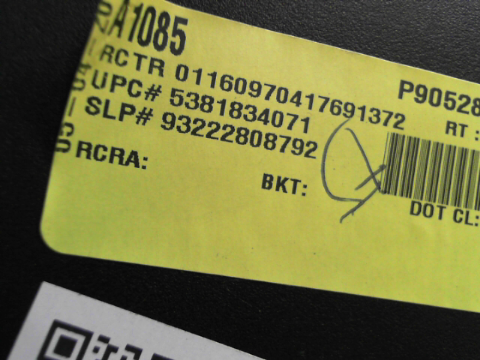 A1085
RCTR 01160970417691372
P90528
UPC# 5381834071
RT:
SLP# 93222808792
RCRA:
BKT:
DOT CL: